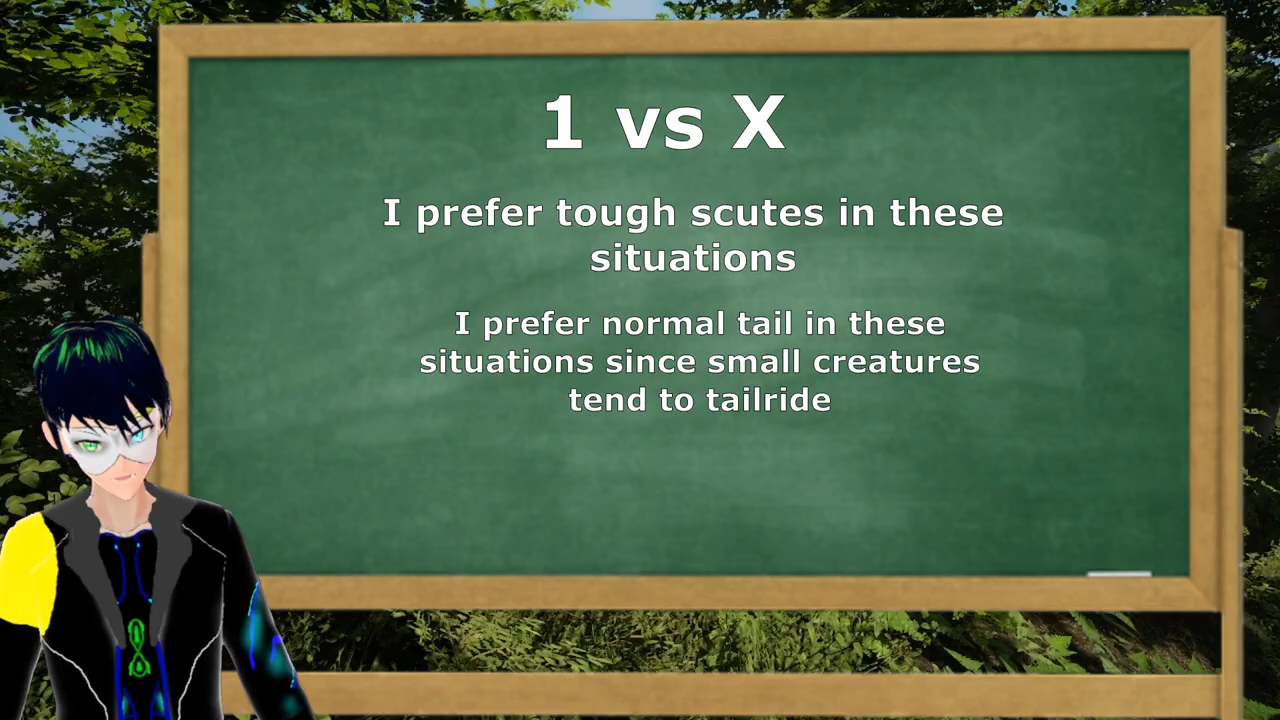 1 vs X
I prefer tough scutes in these
situations
I prefer normal tail in these
situations since small creatures
tend to tailride